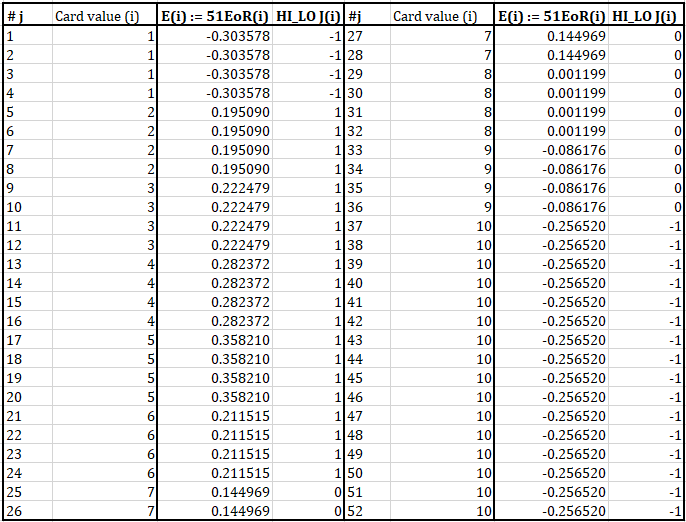 # j Card value (i) E(i) := 51EoR(i) HI_LO J(i) #j Card value (i) E(i) := 51EoR(i) HI_LO J(i)
1 1 -0.303578 -1 27 7 0.144969 0
2 1 -0.303578 -1 28 7 0.144969 0
3 1 -0.303578 -1 29 8 0.001199 0
4 1 -0.303578 -1 30 8 0.001199 0
5 2 0.195090 1 31 8 0.001199 0
6 2 0.195090 1 32 8 0.001199 0
7 2 0.195090 1 33 9 -0.086176 0
8 2 0.195090 1 34 9 -0.086176 0
9 3 0.222479 1 35 9 -0.086176 0
10 3 0.222479 1 36 9 -0.086176 0
11 3 0.222479 1 37 10 -0.256520 -1
12 3 0.222479 1 38 10 -0.256520 -1
13 4 0.282372 1 39 10 -0.256520 -1
14 4 0.282372 1 40 10 -0.256520 -1
15 4 0.282372 1 41 10 -0.256520 -1
16 4 0.282372 1 42 10 -0.256520 -1
17 5 0.358210 1 43 10 -0.256520 -1
18 5 0.358210 1 44 10 -0.256520 -1
19 5 0.358210 1 45 10 -0.256520 -1
20 5 0.358210 1 46 10 -0.256520 -1
21 6 0.211515 1 47 10 -0.256520 -1
22 6 0.211515 1 48 10 -0.256520 -1
23 6 0.211515 1 49 10 -0.256520 -1
24 6 0.211515 1 50 10 -0.256520 -1
25 7 0.144969 0 51 10 -0.256520 -1
26 7 0.144969 0 52 10 -0.256520 -1